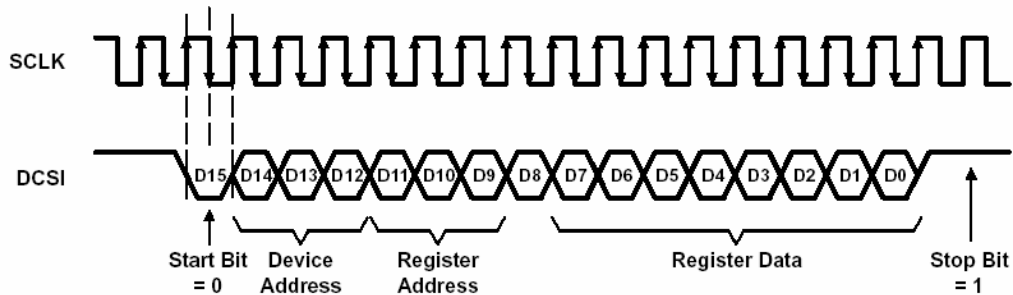 SCLK
DCSI
D15 D14 D13 D12 D11 D10 D9 D8 D7 D6 D5 D4 D3 D2 D1 D0
Start Bit
= 0
Device
Address
Register
Address
Register Data
Stop Bit
= 1